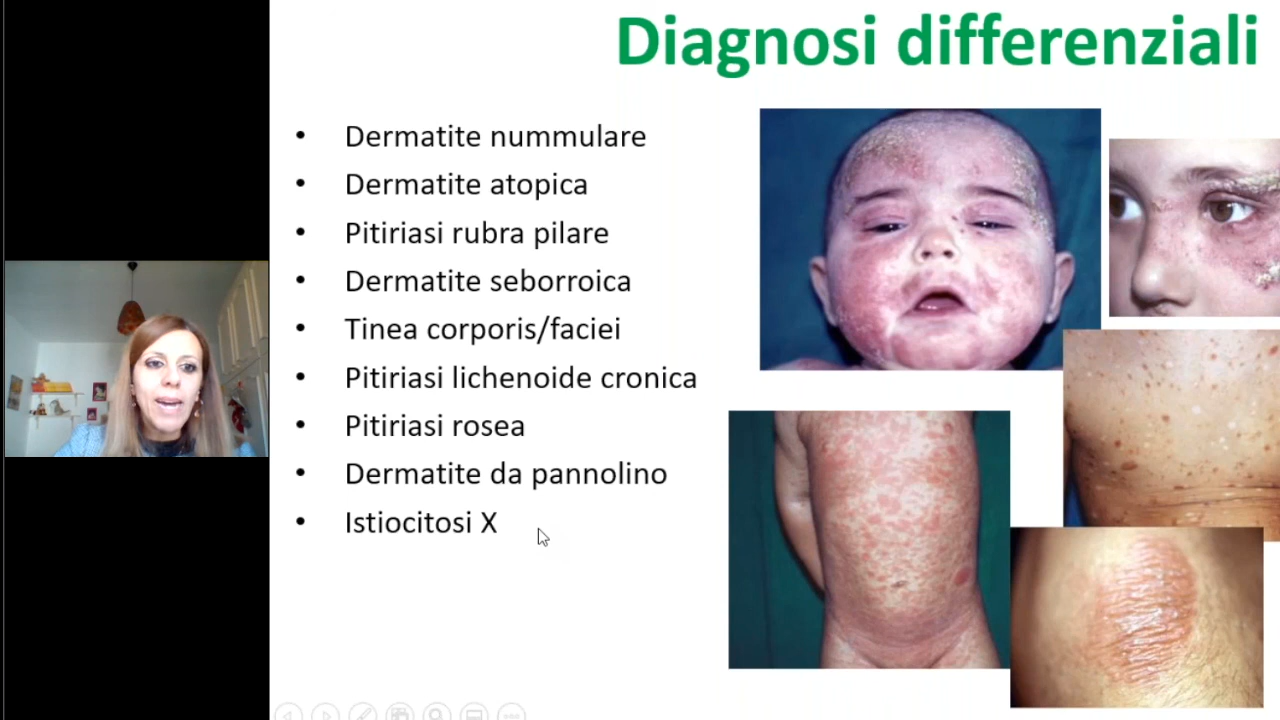 Diagnosi differenziali
• Dermatite nummulare
• Dermatite atopica
• Pitiriasi rubra pilare
• Dermatite seborroica
• Tinea corporis/faciei
• Pitiriasi lichenoide cronica
• Pitiriasi rosea
• Dermatite da pannolino
• Istiocitosi X